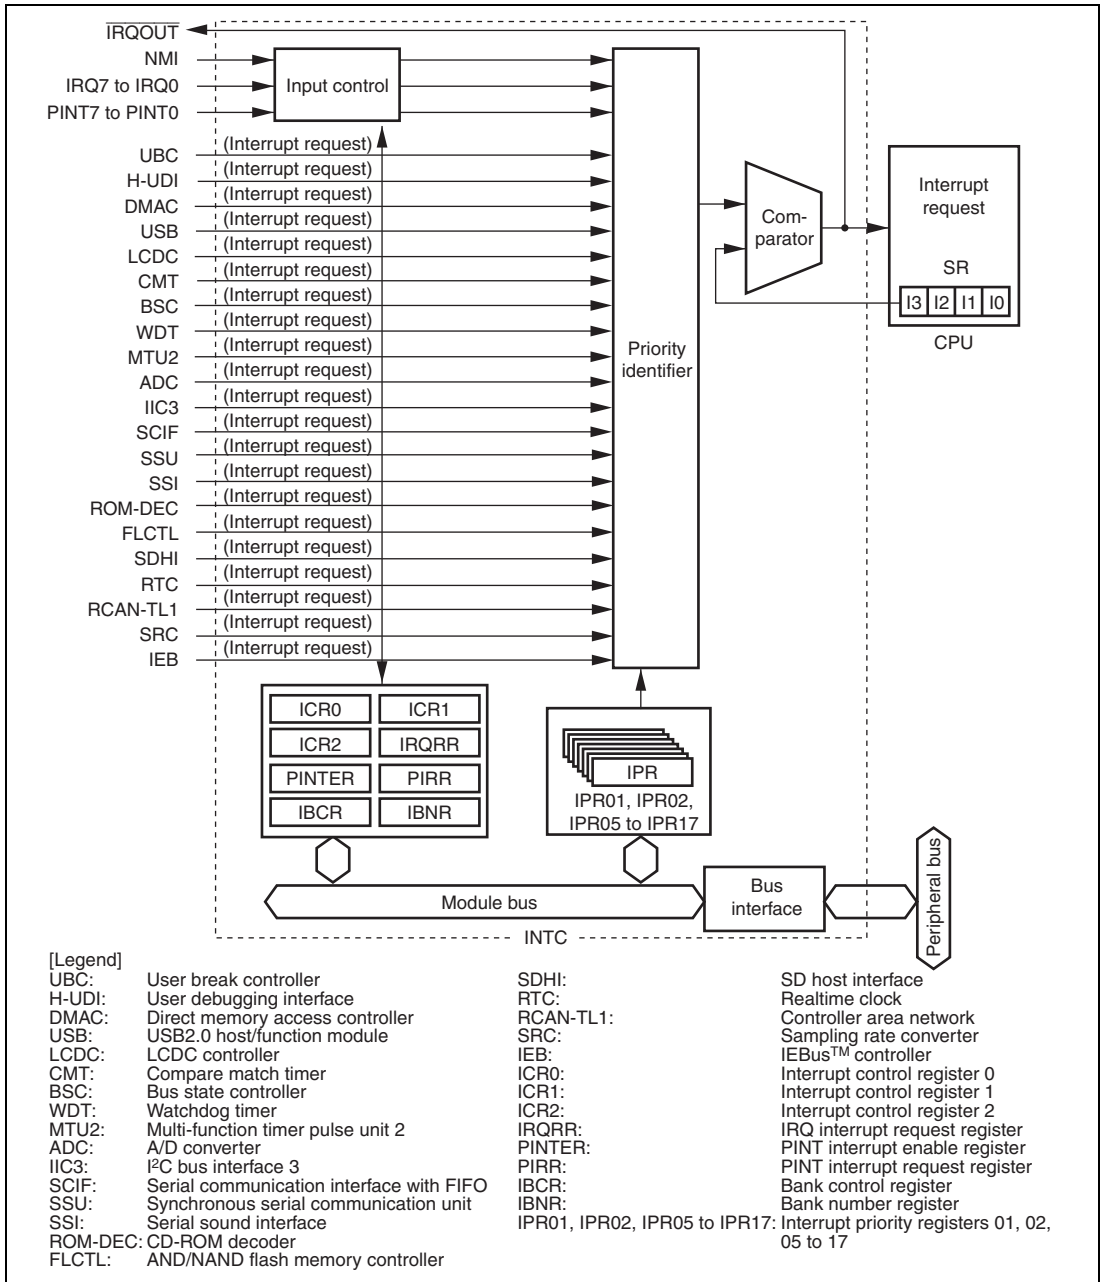 IRQOUT
NMI
IRQ7 to IRQ0
PINT7 to PINT0
Input control
UBC
(Interrupt request)
H-UDI
(Interrupt request)
DMAC
(Interrupt request)
USB
(Interrupt request)
LCDC
(Interrupt request)
CMT
(Interrupt request)
BSC
(Interrupt request)
WDT
(Interrupt request)
MTU2
(Interrupt request)
ADC
(Interrupt request)
IIC3
(Interrupt request)
SCIF
(Interrupt request)
SSU
(Interrupt request)
SSI
(Interrupt request)
ROM-DEC
(Interrupt request)
FLCTL
(Interrupt request)
SDHI
(Interrupt request)
RTC
(Interrupt request)
RCAN-TL1
(Interrupt request)
SRC
(Interrupt request)
IEB
(Interrupt request)
Priority
identifier
Com-
parator
Interrupt
request
SR
I3 I2 I1 I0
CPU
ICR0 ICR1
ICR2 IRQRR
PINTER PIRR
IBCR IBNR
IPR
IPR01, IPR02,
IPR05 to IPR17
Module bus
Bus
interface
Peripheral bus
INTC
[Legend]
UBC: User break controller
H-UDI: User debugging interface
DMAC: Direct memory access controller
USB: USB2.0 host/function module
LCDC: LCDC controller
CMT: Compare match timer
BSC: Bus state controller
WDT: Watchdog timer
MTU2: Multi-function timer pulse unit 2
ADC: A/D converter
IIC3: I²C bus interface 3
SCIF: Serial communication interface with FIFO
SSU: Synchronous serial communication unit
SSI: Serial sound interface
ROM-DEC: CD-ROM decoder
FLCTL: AND/NAND flash memory controller
SDHI: SD host interface
RTC: Realtime clock
RCAN-TL1: Controller area network
SRC: Sampling rate converter
IEB: IEBus™ controller
ICR0: Interrupt control register 0
ICR1: Interrupt control register 1
ICR2: Interrupt control register 2
IRQRR: IRQ interrupt request register
PINTER: PINT interrupt enable register
PIRR: PINT interrupt request register
IBCR: Bank control register
IBNR: Bank number register
IPR01, IPR02, IPR05 to IPR17: Interrupt priority registers 01, 02,
05 to 17